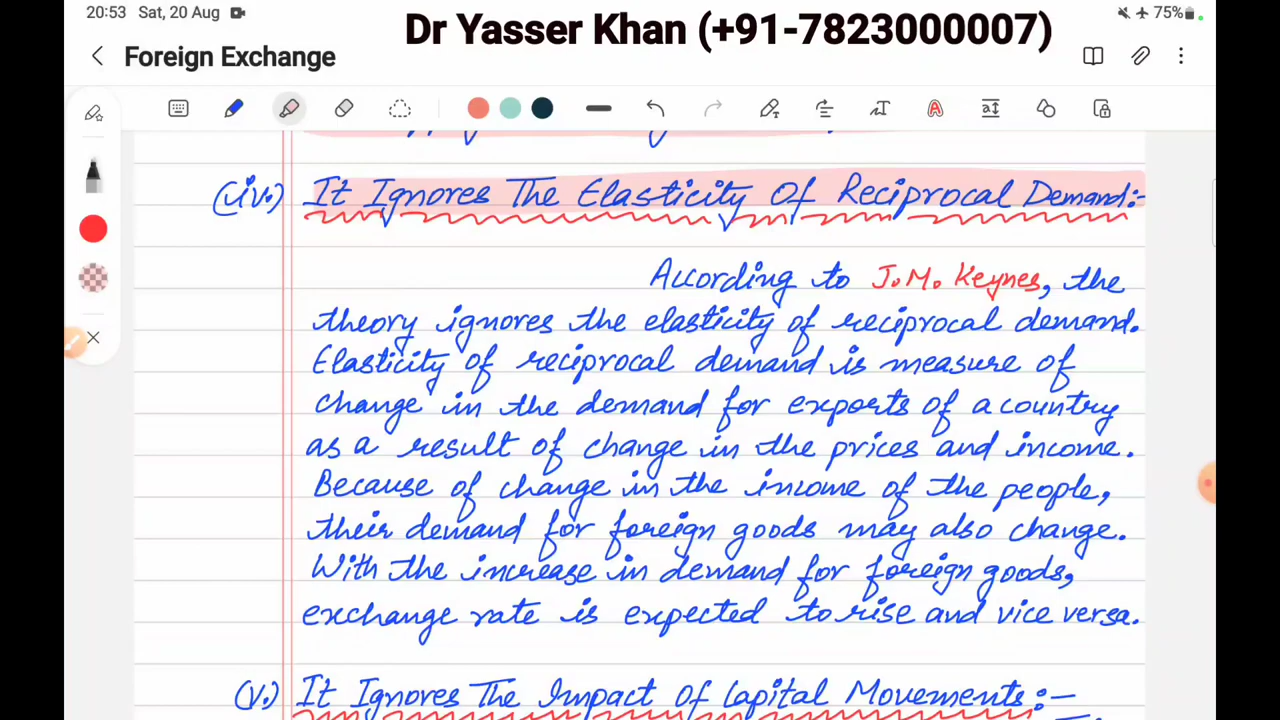 20:53 Sat, 20 Aug
75%
Dr Yasser Khan (+91-7823000007)
Foreign Exchange
(iv.) It Ignores The Elasticity Of Reciprocal Demand:-
According to J.M. Keynes, the
theory ignores the elasticity of reciprocal demand.
Elasticity of reciprocal demand is measure of
change in the demand for exports of a country
as a result of change in the prices and income.
Because of change in the income of the people,
their demand for foreign goods may also change.
With the increase in demand for foreign goods,
exchange rate is expected to rise and vice versa.
(v.) It Ignores The Impact Of Capital Movements:-